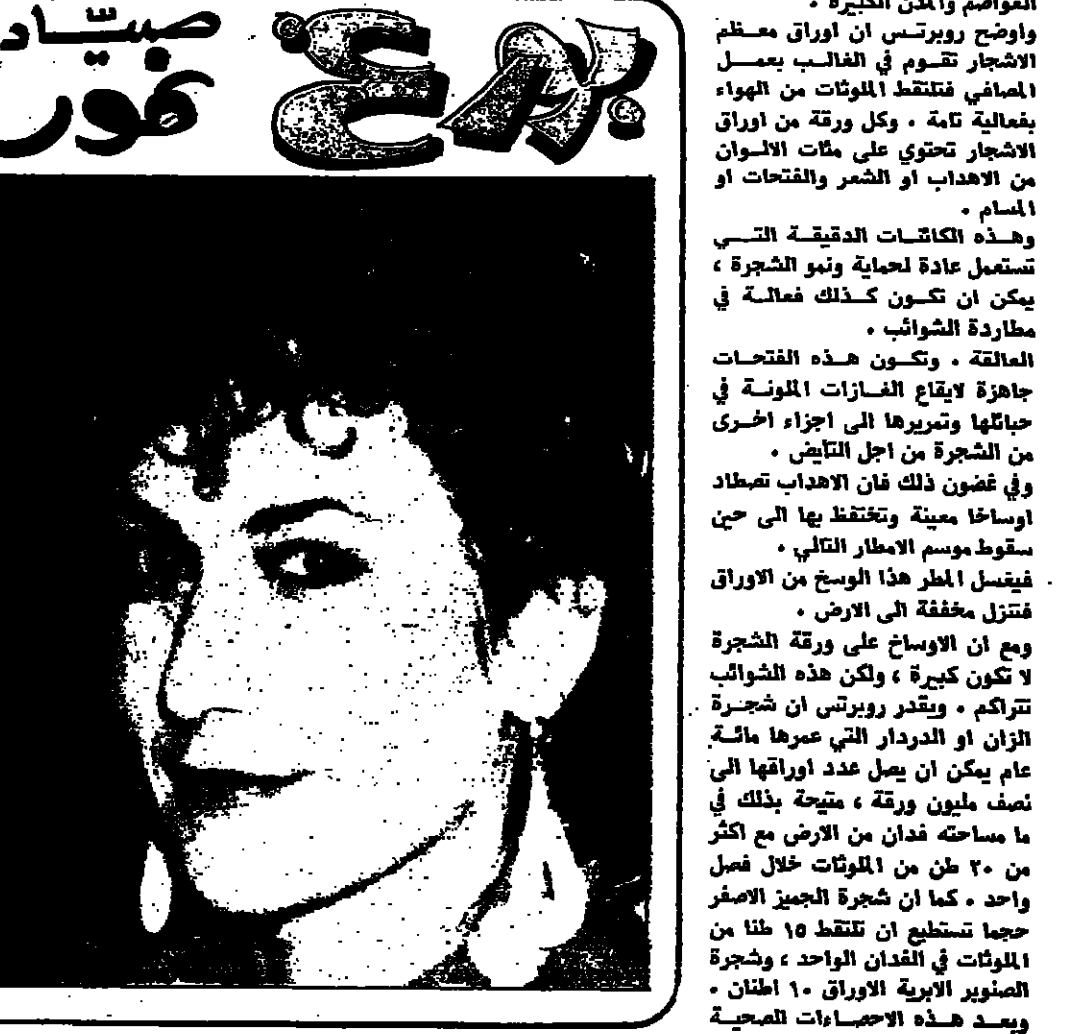 العواصم والمدن الكبيرة .
واوضح روبرتس ان اوراق معظم
الاشجار تقوم في الغالب بعمل
المصافي فتلتقط الملوثات من الهواء
بفعالية تامة . وكل ورقة من اوراق
الاشجار تحتوي على مئات الالوان
من الاهداب او الشعر والفتحات او
المسام .
وهذه الكائنات الدقيقة التي
تستعمل عادة لحماية ونمو الشجرة ،
يمكن ان تكون كذلك فعالة في
مطاردة الشوائب .
العالقة . وتكون هذه الفتحات
جاهزة لايقاع الغازات الملونة في
حبائلها وتمريرها الى اجزاء اخرى
من الشجرة من اجل التأيض .
وفي غضون ذلك فان الاهداب تصطاد
اوساخا معينة وتختفظ بها الى حين
سقوط موسم الامطار التالي .
فيغسل المطر هذا الوسخ من الاوراق
فتنزل مخففة الى الارض .
ومع ان الاوساخ على ورقة الشجرة
لا تكون كبيرة ، ولكن هذه الشوائب
تتراكم . ويقدر روبرتس ان شجرة
الزان او الدردار التي عمرها مائة
عام يمكن ان يصل عدد اوراقها الى
نصف مليون ورقة ، متيحة بذلك في
ما مساحته فدان من الارض مع اكثر
من ٢٠ طن من الملوثات خلال فصل
واحد . كما ان شجرة الجميز الاصفر
حجما تستطيع ان تلتقط ١٥ طنا من
الملوثات في الفدان الواحد ، وشجرة
الصنوبر الابرية الاوراق ١٠ اطنان .
وبعد هذه الاحصاءات الصحية